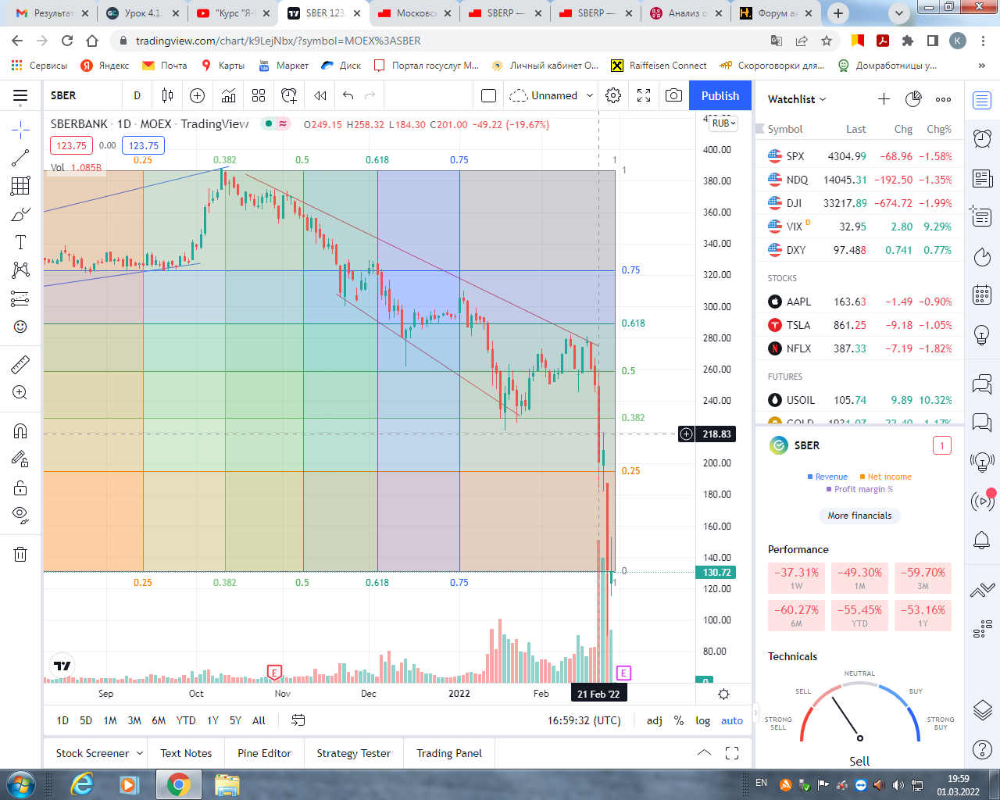 Результат
Урок 4.1.
"Курс "Я-І
SBER 123.
Московс
SBERP —
SBERP —
Анализ о
Форум а
tradingview.com/chart/k9LejNbx/?symbol=MOEX%3ASBER
K
Сервисы
Яндекс
Почта
Карты
Маркет
Диск
Портал госуслуг М...
Личный кабинет О...
Raiffeisen Connect
Скороговорки для...
Домработницы у...
»
SBER
D
Unnamed
Publish
SBERBANK · 1D · MOEX · TradingView
O249.15 H258.32 L184.30 C201.00 −49.22 (−19.67%)
RUB
123.75
0.00
123.75
Vol 1.085B
0.25
0.382
0.5
0.618
0.75
1
1
0.75
0.618
0.5
0.382
0.25
0
0.25
0.382
0.5
0.618
0.75
1
400.00
380.00
360.00
340.00
320.00
300.00
280.00
260.00
240.00
218.83
200.00
180.00
160.00
140.00
130.72
120.00
100.00
80.00
0
E
E
Sep
Oct
Nov
Dec
2022
Feb
21 Feb '22
1D
5D
1M
3M
6M
YTD
1Y
5Y
All
16:59:32 (UTC)
adj
%
log
auto
Stock Screener
Text Notes
Pine Editor
Strategy Tester
Trading Panel
Watchlist
Symbol Last Chg Chg%
SPX 4304.99 −68.96 −1.58%
NDQ 14045.31 −192.50 −1.35%
DJI 33217.89 −674.72 −1.99%
VIX D 32.95 2.80 9.29%
DXY 97.488 0.741 0.77%
STOCKS
AAPL 163.63 −1.49 −0.90%
TSLA 861.25 −9.18 −1.05%
NFLX 387.33 −7.19 −1.82%
FUTURES
USOIL 105.74 9.89 10.32%
GOLD 1931.07 22.40 1.17%
SBER
1
Revenue
Net income
Profit margin %
More financials
Performance
−37.31%
1W
−49.30%
1M
−59.70%
3M
−60.27%
6M
−55.45%
YTD
−53.16%
1Y
Technicals
NEUTRAL
SELL
BUY
STRONG SELL
STRONG BUY
Sell
EN
19:59
01.03.2022